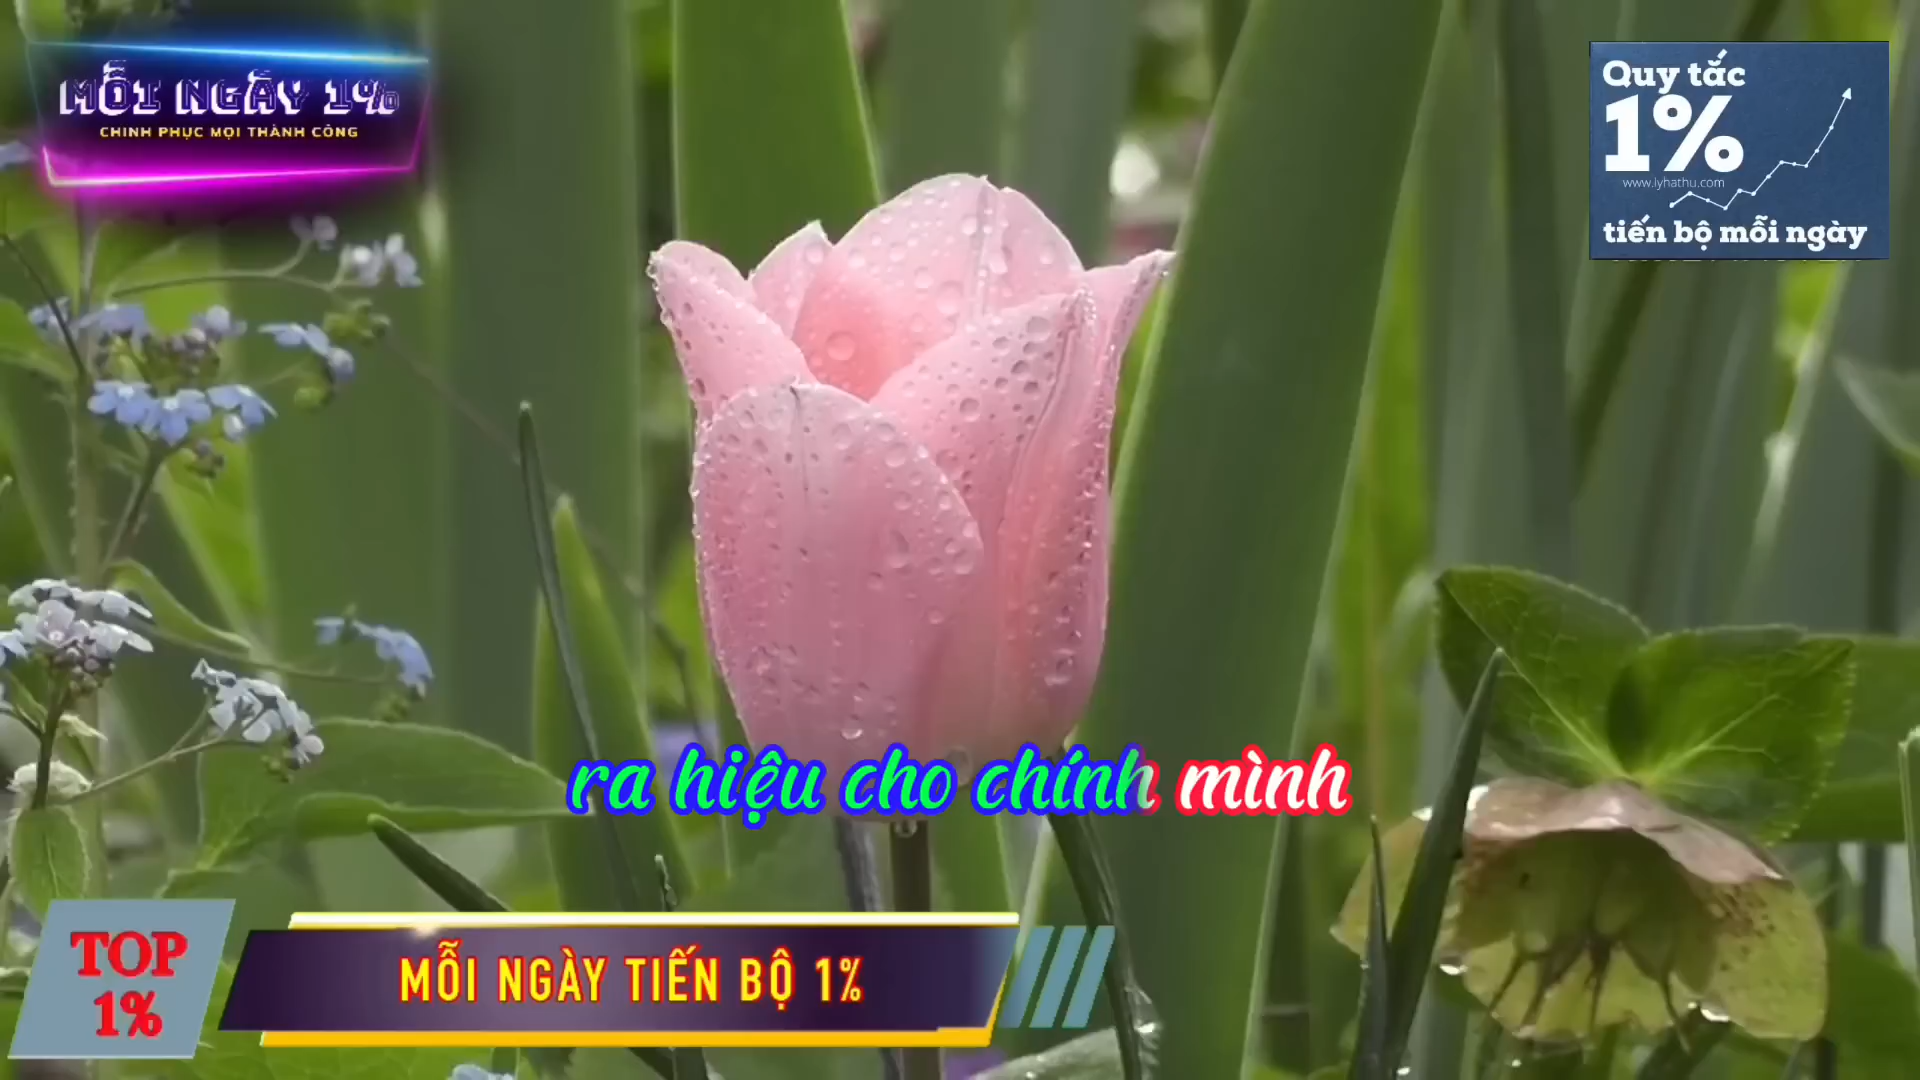 MỖI NGÀY 1%
CHINH PHỤC MỌI THÀNH CÔNG
Quy tắc
1%
www.lyhathu.com
tiến bộ mỗi ngày
ra hiệu cho chính mình
TOP
1%
MỖI NGÀY TIẾN BỘ 1%